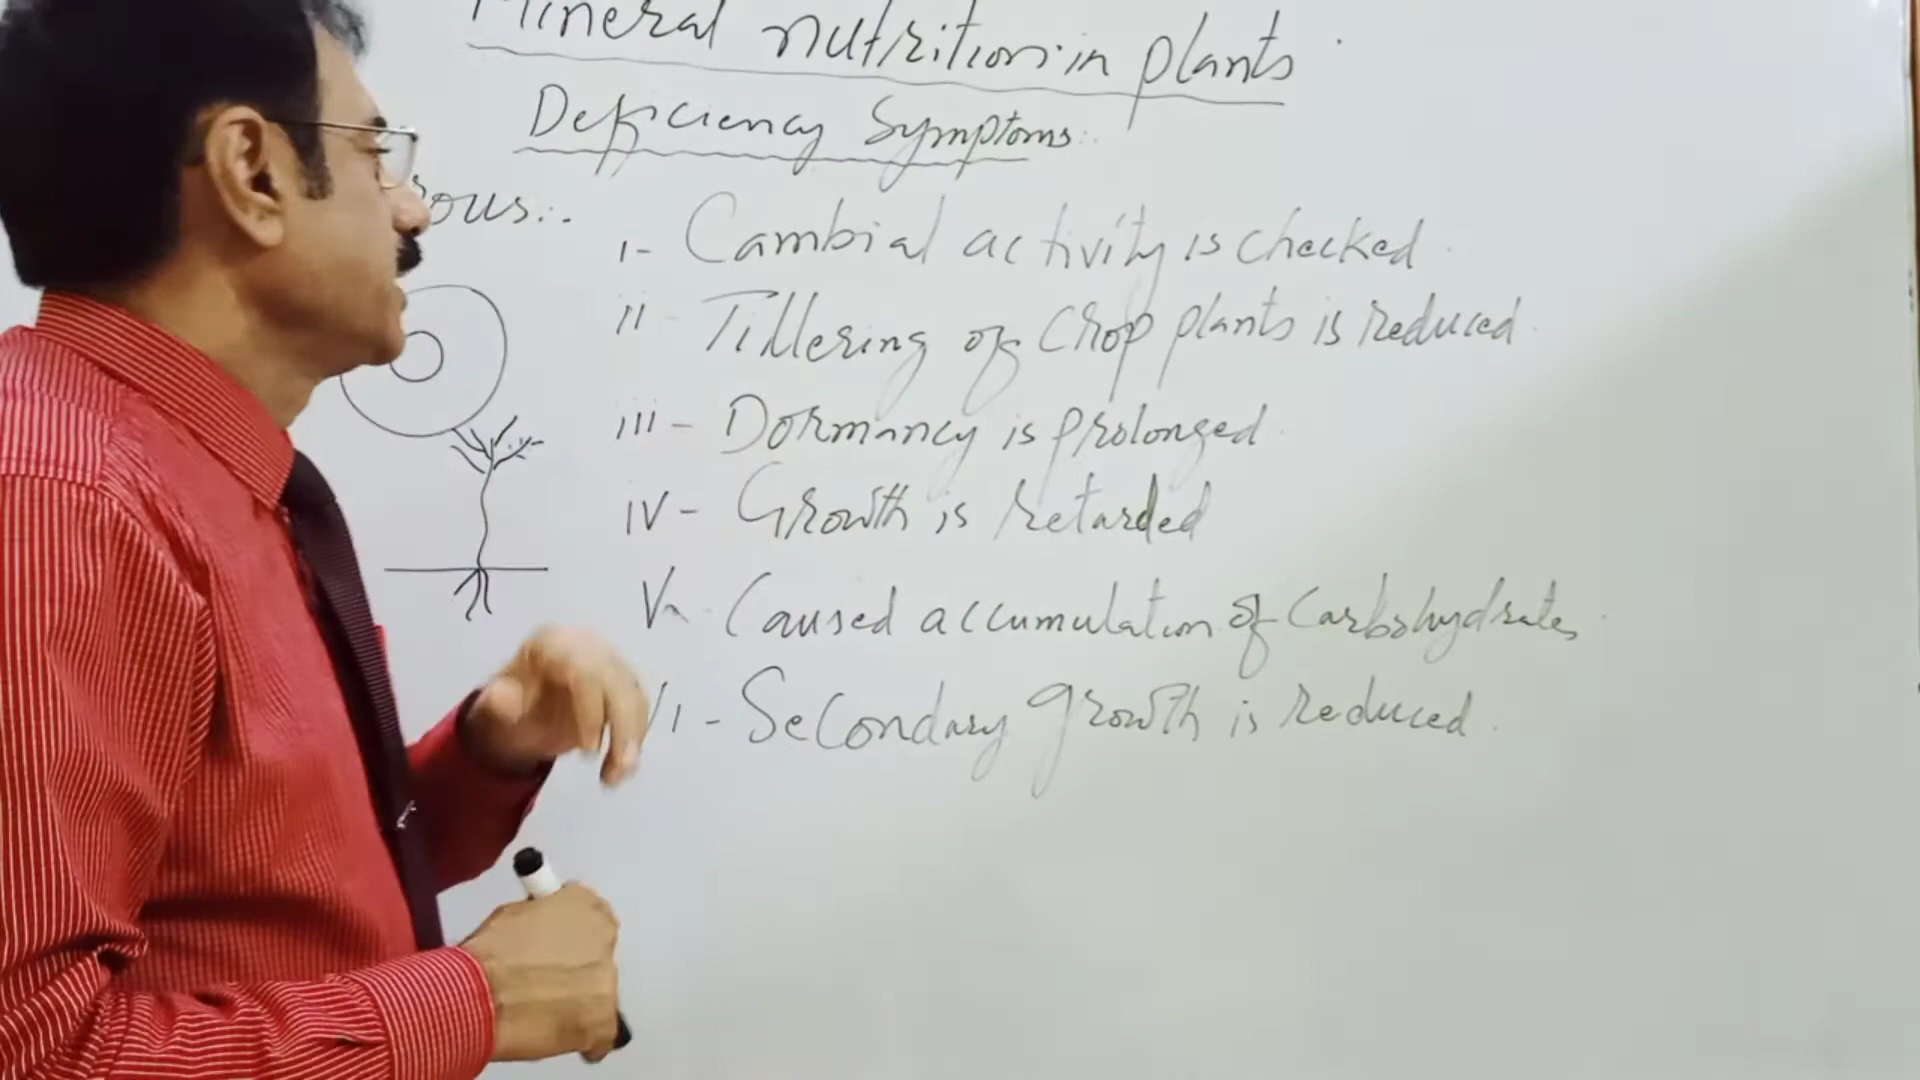 Mineral nutrition in plants
Deficiency Symptoms:
i- Cambial activity is checked
ii- Tillering of crop plants is reduced
iii- Dormancy is prolonged
iv- Growth is retarded
V- Caused accumulation of Carbohydrates
vi- Secondary growth is reduced